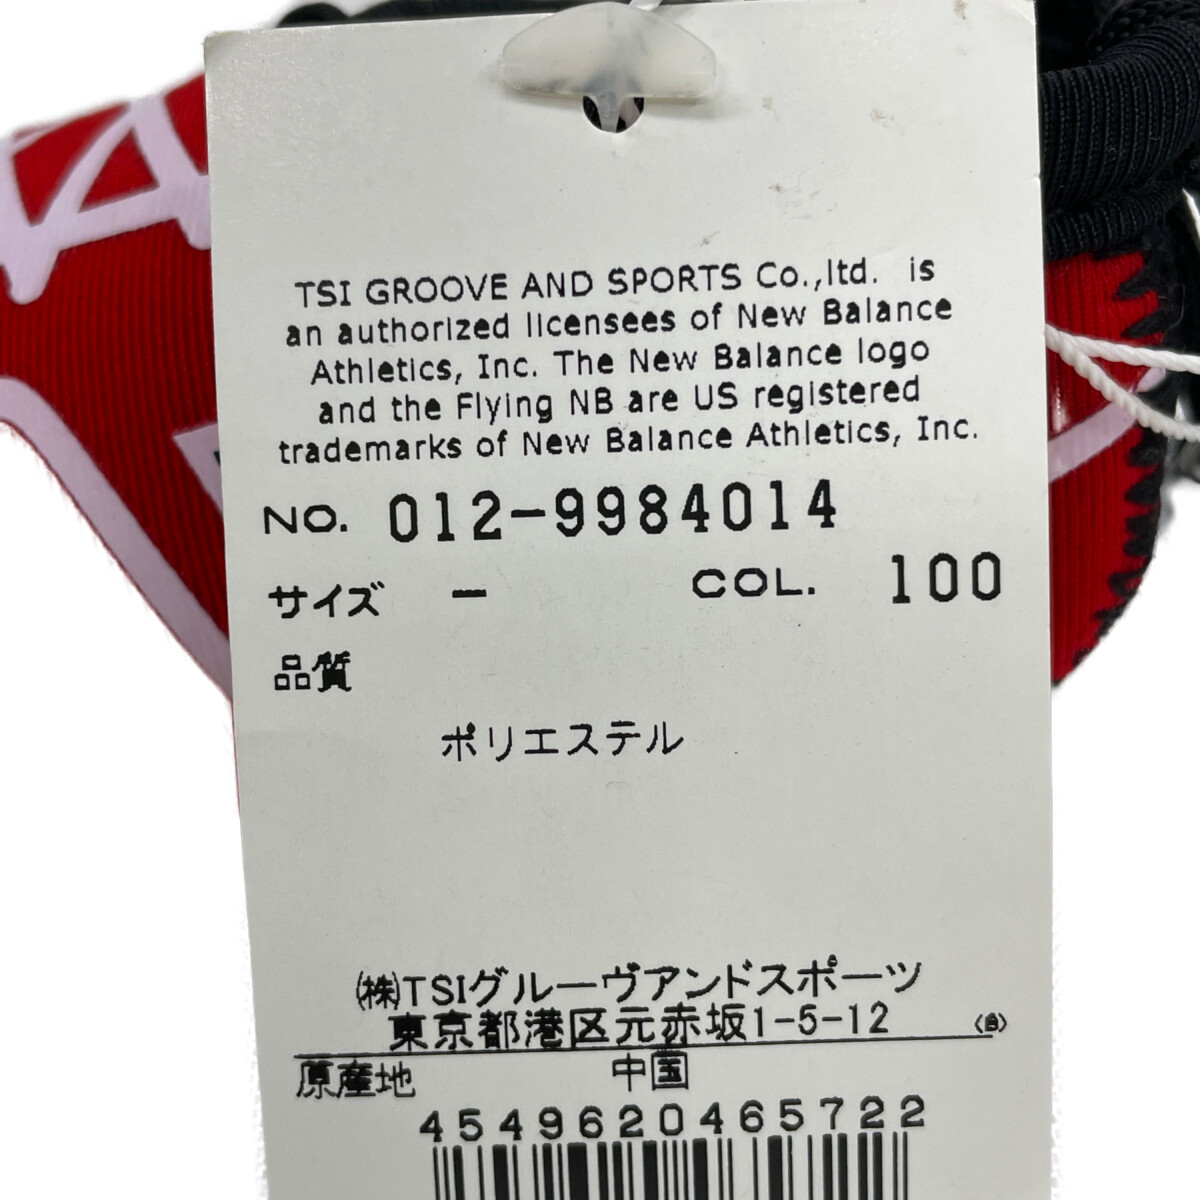 TSI GROOVE AND SPORTS Co.,ltd. is
an authorized licensees of New Balance
Athletics, Inc. The New Balance logo
and the Flying NB are US registered
trademarks of New Balance Athletics, Inc.
NO. 012-9984014
サイズ - COL. 100
品質
ポリエステル
㈱TSIグルーヴアンドスポーツ
東京都港区元赤坂1-5-12
原産地 中国
4549620465722